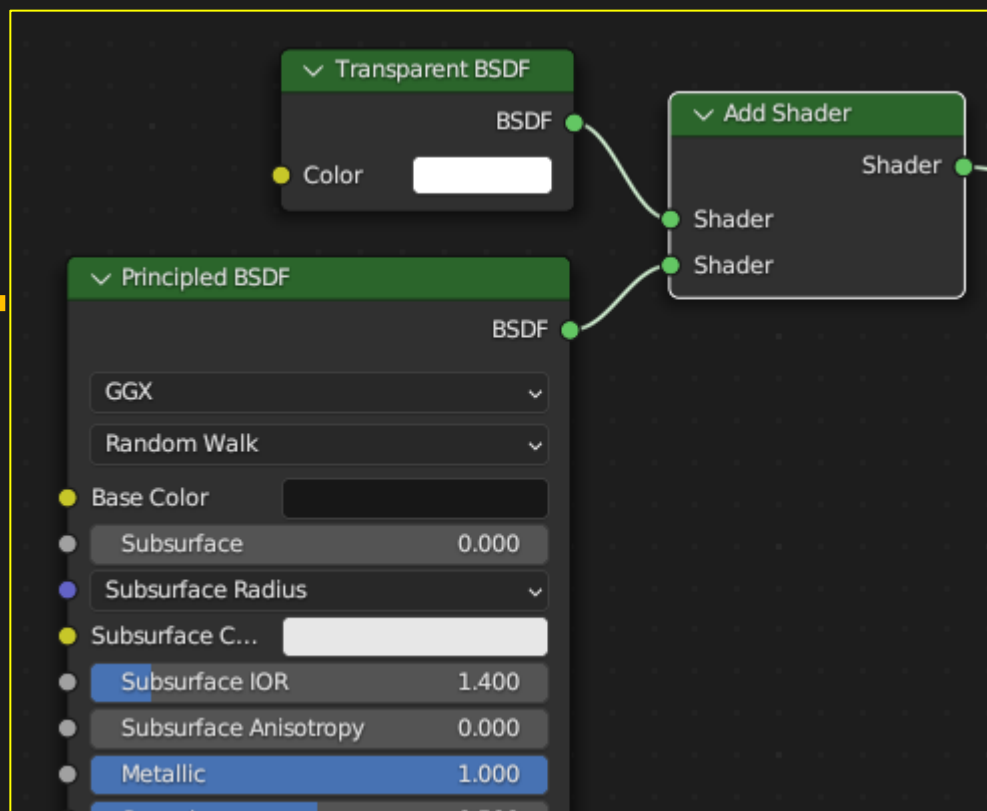 Transparent BSDF
BSDF
Color
Add Shader
Shader
Shader
Shader
Principled BSDF
BSDF
GGX
Random Walk
Base Color
Subsurface 0.000
Subsurface Radius
Subsurface C...
Subsurface IOR 1.400
Subsurface Anisotropy 0.000
Metallic 1.000